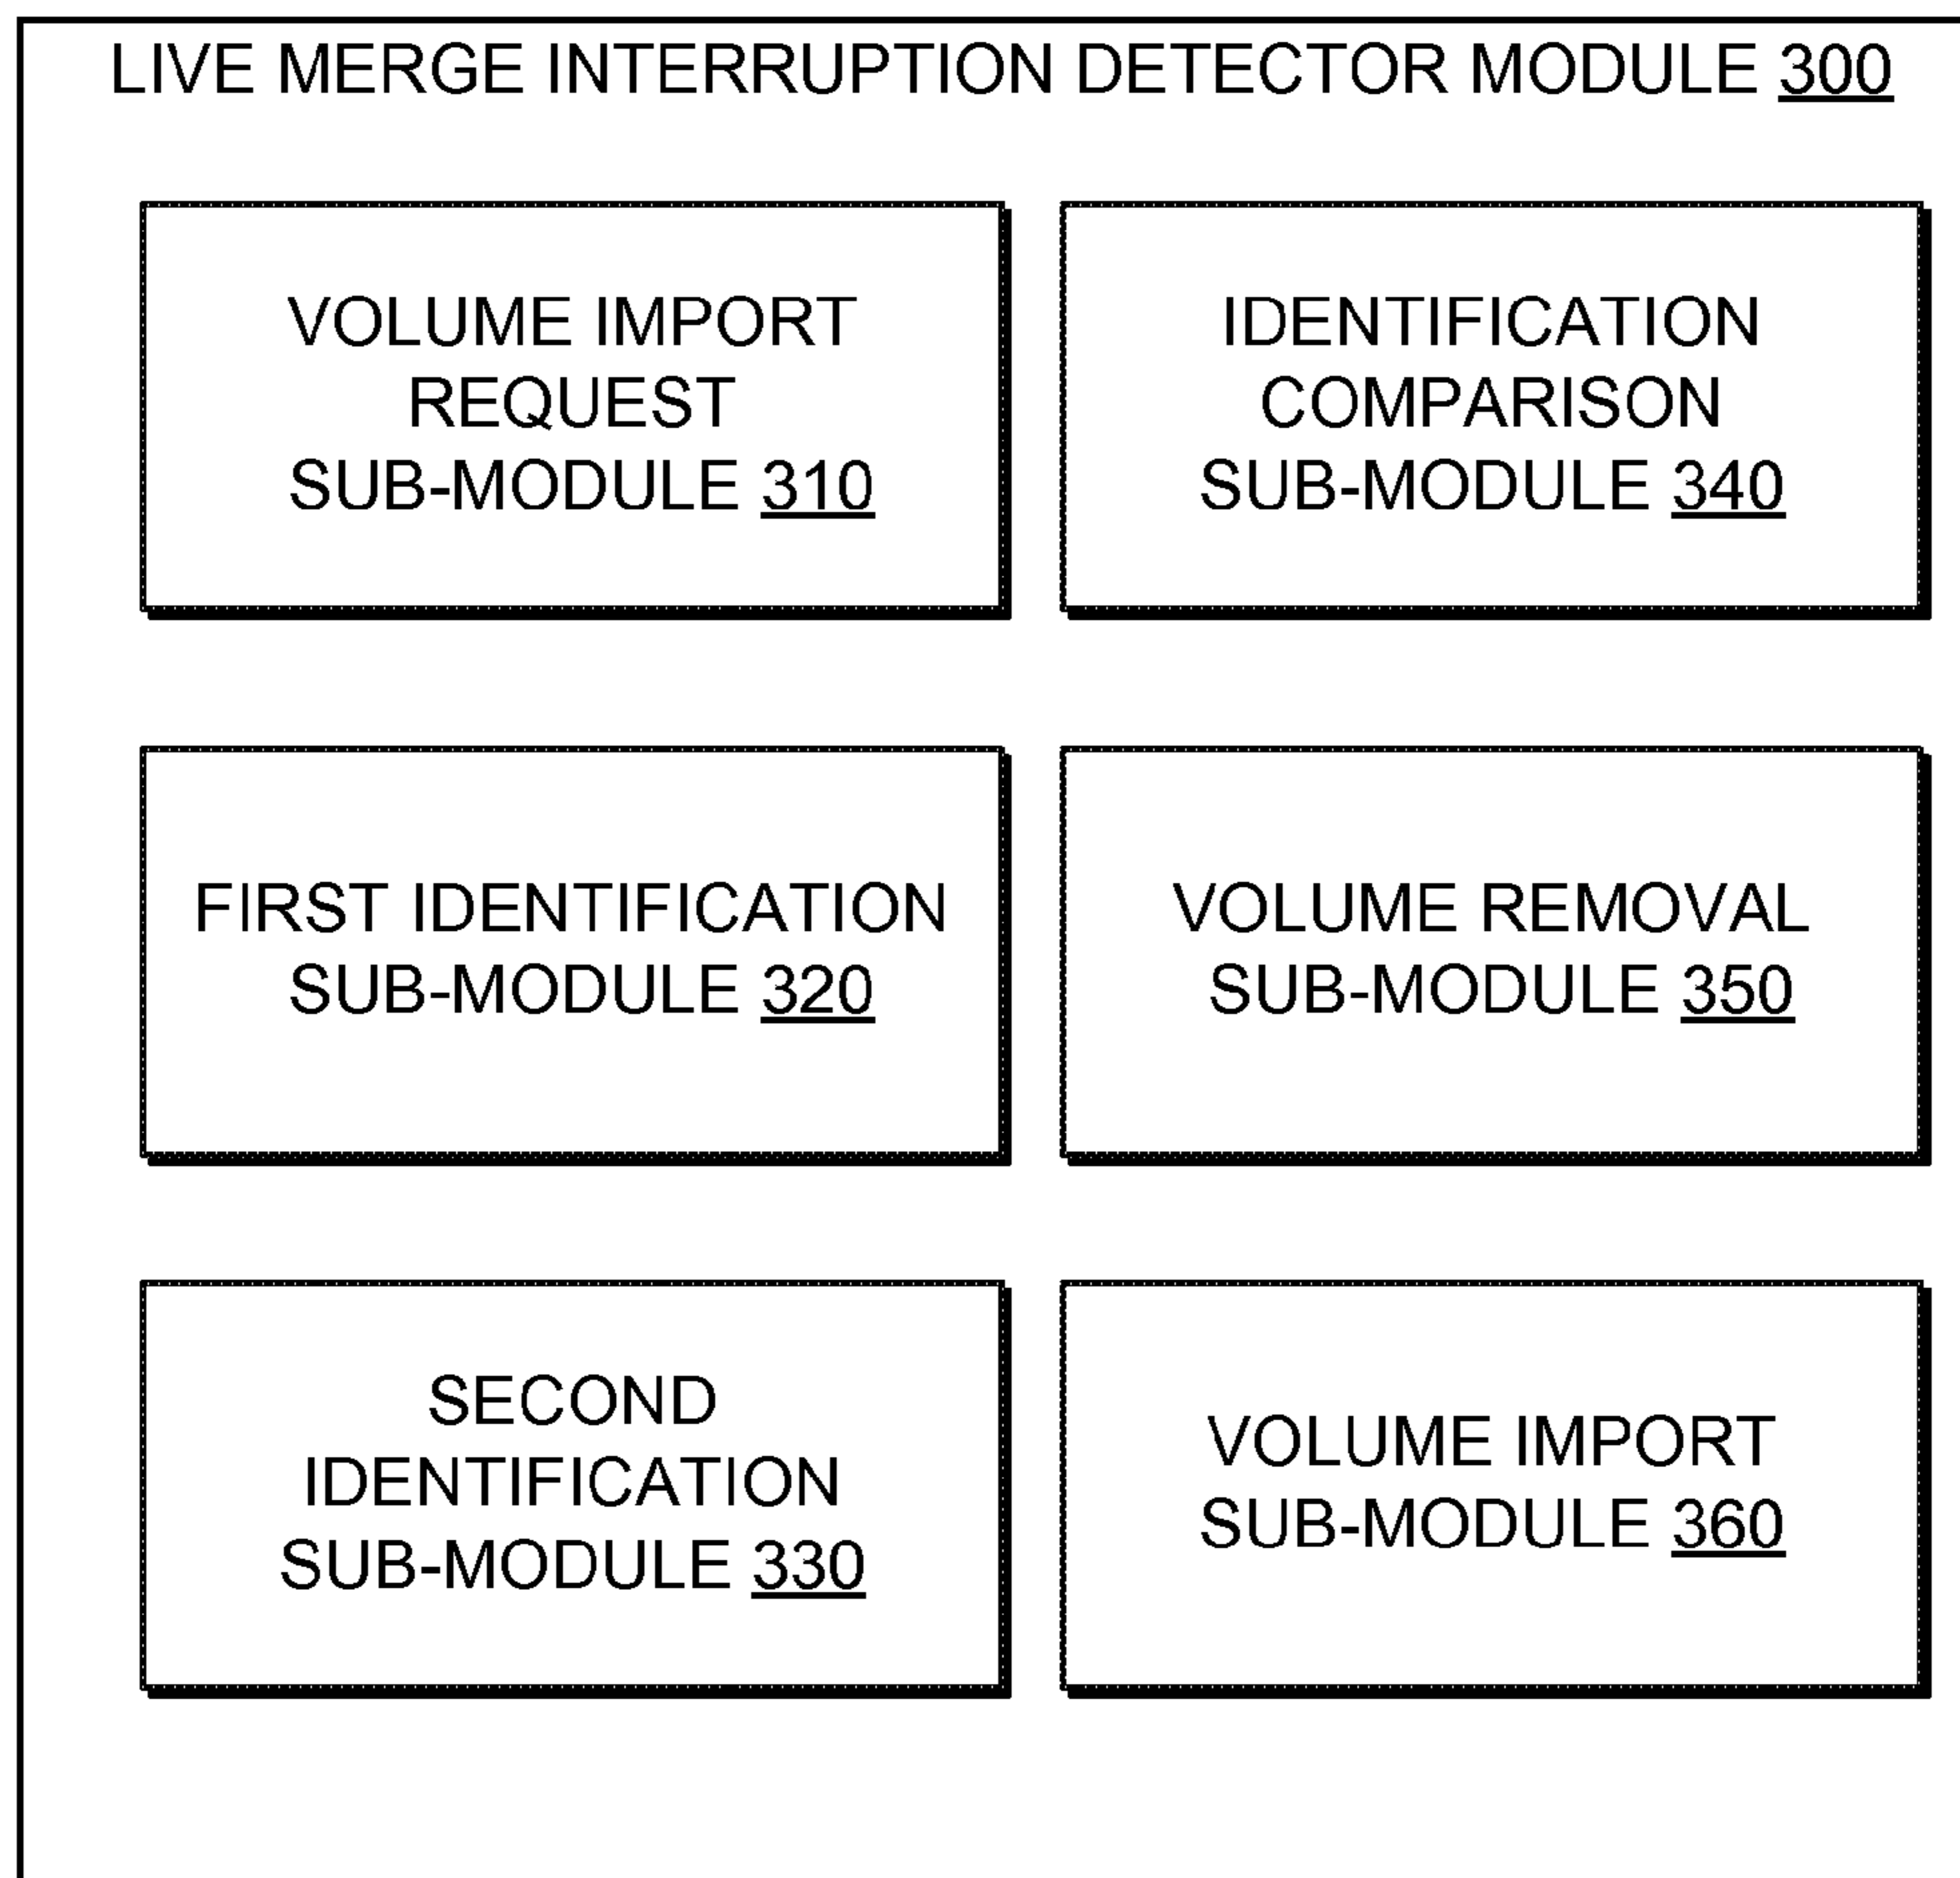 LIVE MERGE INTERRUPTION DETECTOR MODULE 300
VOLUME IMPORT
REQUEST
SUB-MODULE 310
IDENTIFICATION
COMPARISON
SUB-MODULE 340
FIRST IDENTIFICATION
SUB-MODULE 320
VOLUME REMOVAL
SUB-MODULE 350
SECOND
IDENTIFICATION
SUB-MODULE 330
VOLUME IMPORT
SUB-MODULE 360